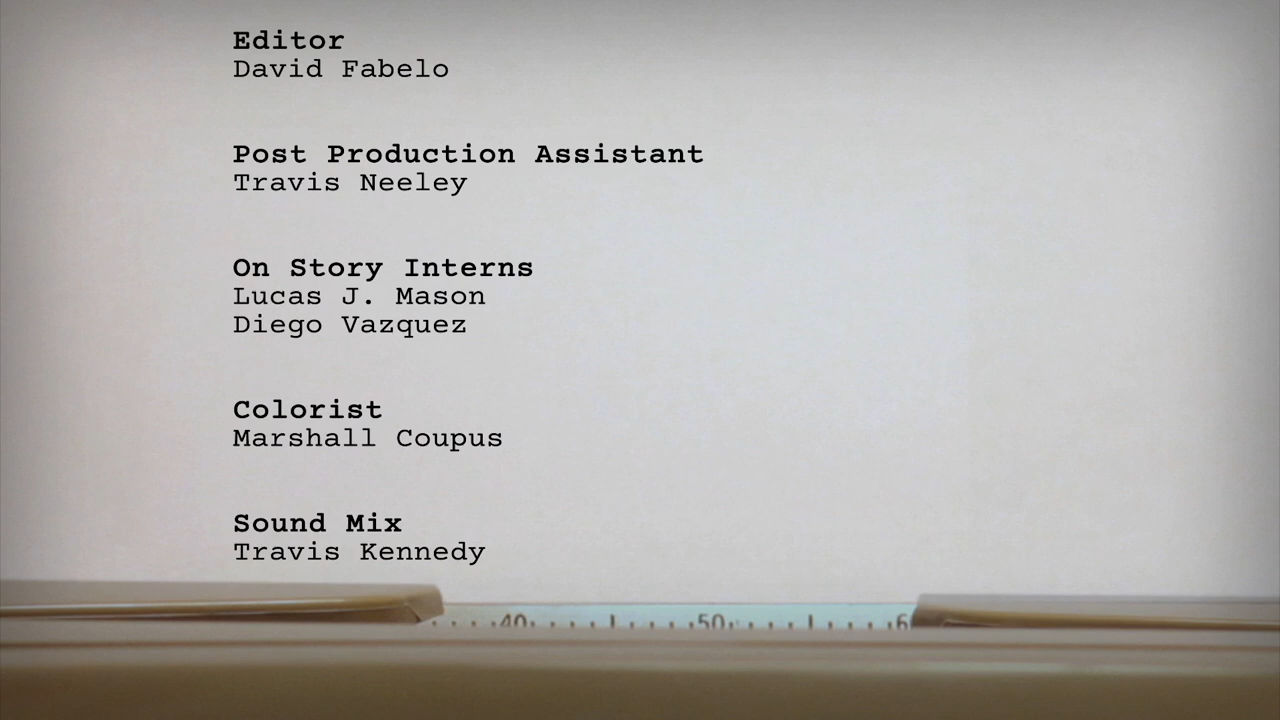 Editor
David Fabelo
Post Production Assistant
Travis Neeley
On Story Interns
Lucas J. Mason
Diego Vazquez
Colorist
Marshall Coupus
Sound Mix
Travis Kennedy
40 50 6